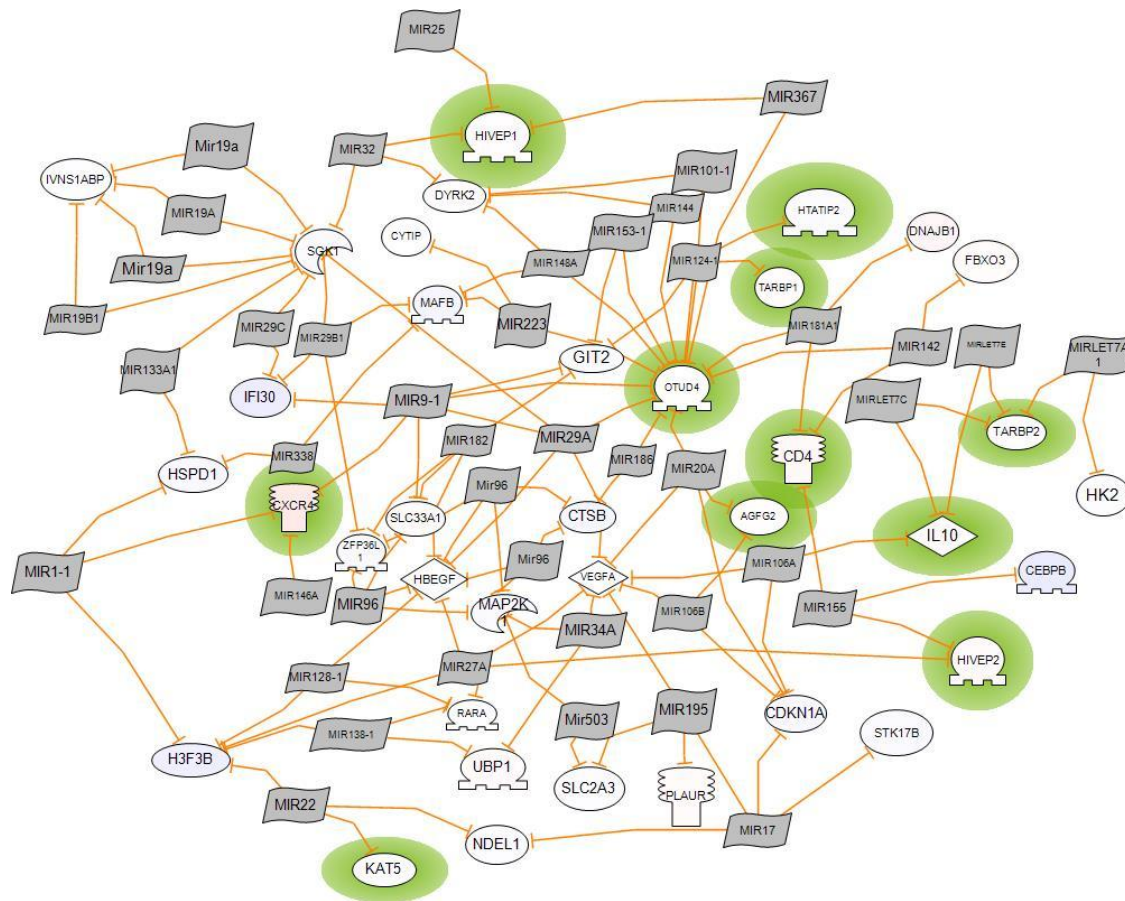 MIR25
MIR367
HIVEP1
Mir19a
MIR32
IVNS1ABP
MIR101-1
DYRK2
MIR19A
MIR144
HTATIP2
CYTIP
MIR153-1
DNAJB1
SGK1
MIR124-1
FBXO3
Mir19a
MIR148A
TARBP1
MAFB
MIR19B1
MIR29C
MIR223
MIR181A1
MIR29B1
MIR142
MIRLET7E
MIRLET7A
1
GIT2
MIR133A1
OTUD4
IFI30
MIR9-1
MIRLET7C
TARBP2
MIR182
MIR29A
MIR338
MIR186
CD4
HSPD1
MIR20A
Mir96
HK2
CXCR4
SLC33A1
CTSB
AGFG2
IL10
ZFP36L
1
Mir96
MIR106A
MIR1-1
HBEGF
VEGFA
CEBPB
MIR146A
MIR96
MAP2K
1
MIR155
MIR106B
MIR34A
HIVEP2
MIR27A
MIR128-1
RARA
MIR195
CDKN1A
Mir503
MIR138-1
STK17B
H3F3B
UBP1
SLC2A3
PLAUR
MIR22
MIR17
NDEL1
KAT5